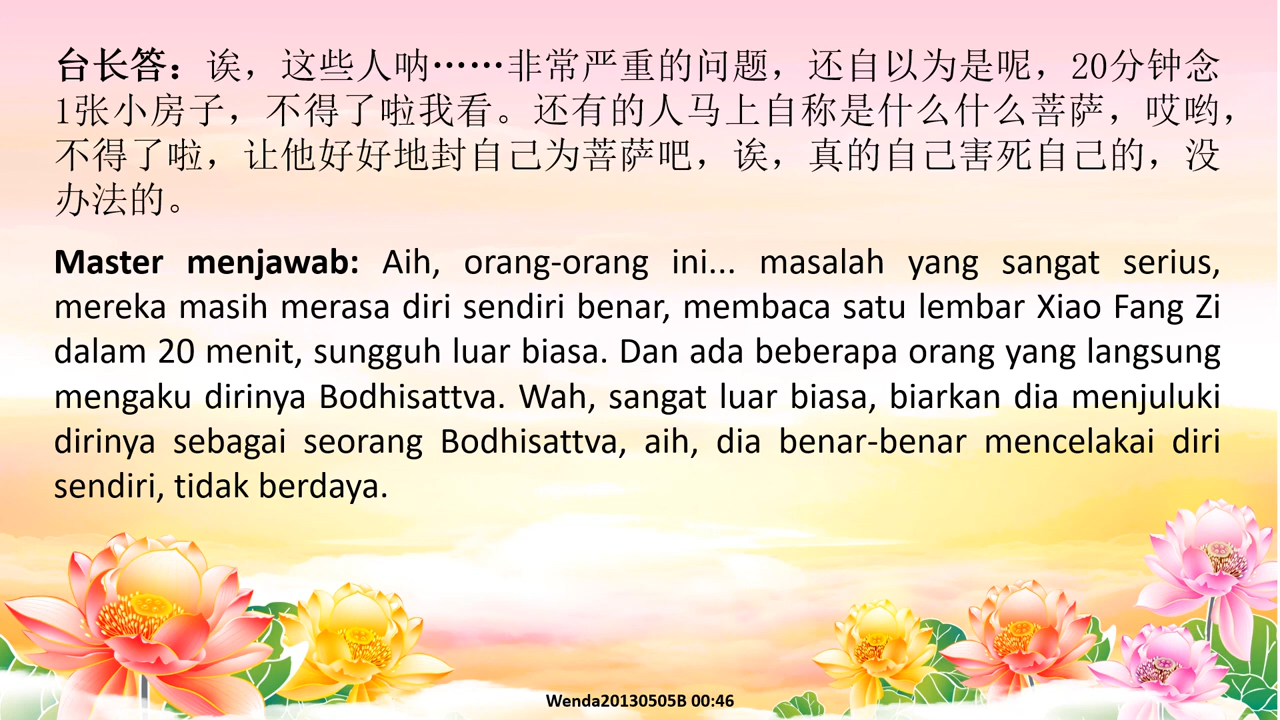 台长答：诶，这些人呐……非常严重的问题，还自以为是呢，20分钟念
1张小房子，不得了啦我看。还有的人马上自称是什么什么菩萨，哎哟，
不得了啦，让他好好地封自己为菩萨吧，诶，真的自己害死自己的，没
办法的。
Master menjawab: Aih, orang-orang ini... masalah yang sangat serius,
mereka masih merasa diri sendiri benar, membaca satu lembar Xiao Fang Zi
dalam 20 menit, sungguh luar biasa. Dan ada beberapa orang yang langsung
mengaku dirinya Bodhisattva. Wah, sangat luar biasa, biarkan dia menjuluki
dirinya sebagai seorang Bodhisattva, aih, dia benar-benar mencelakai diri
sendiri, tidak berdaya.
Wenda20130505B 00:46